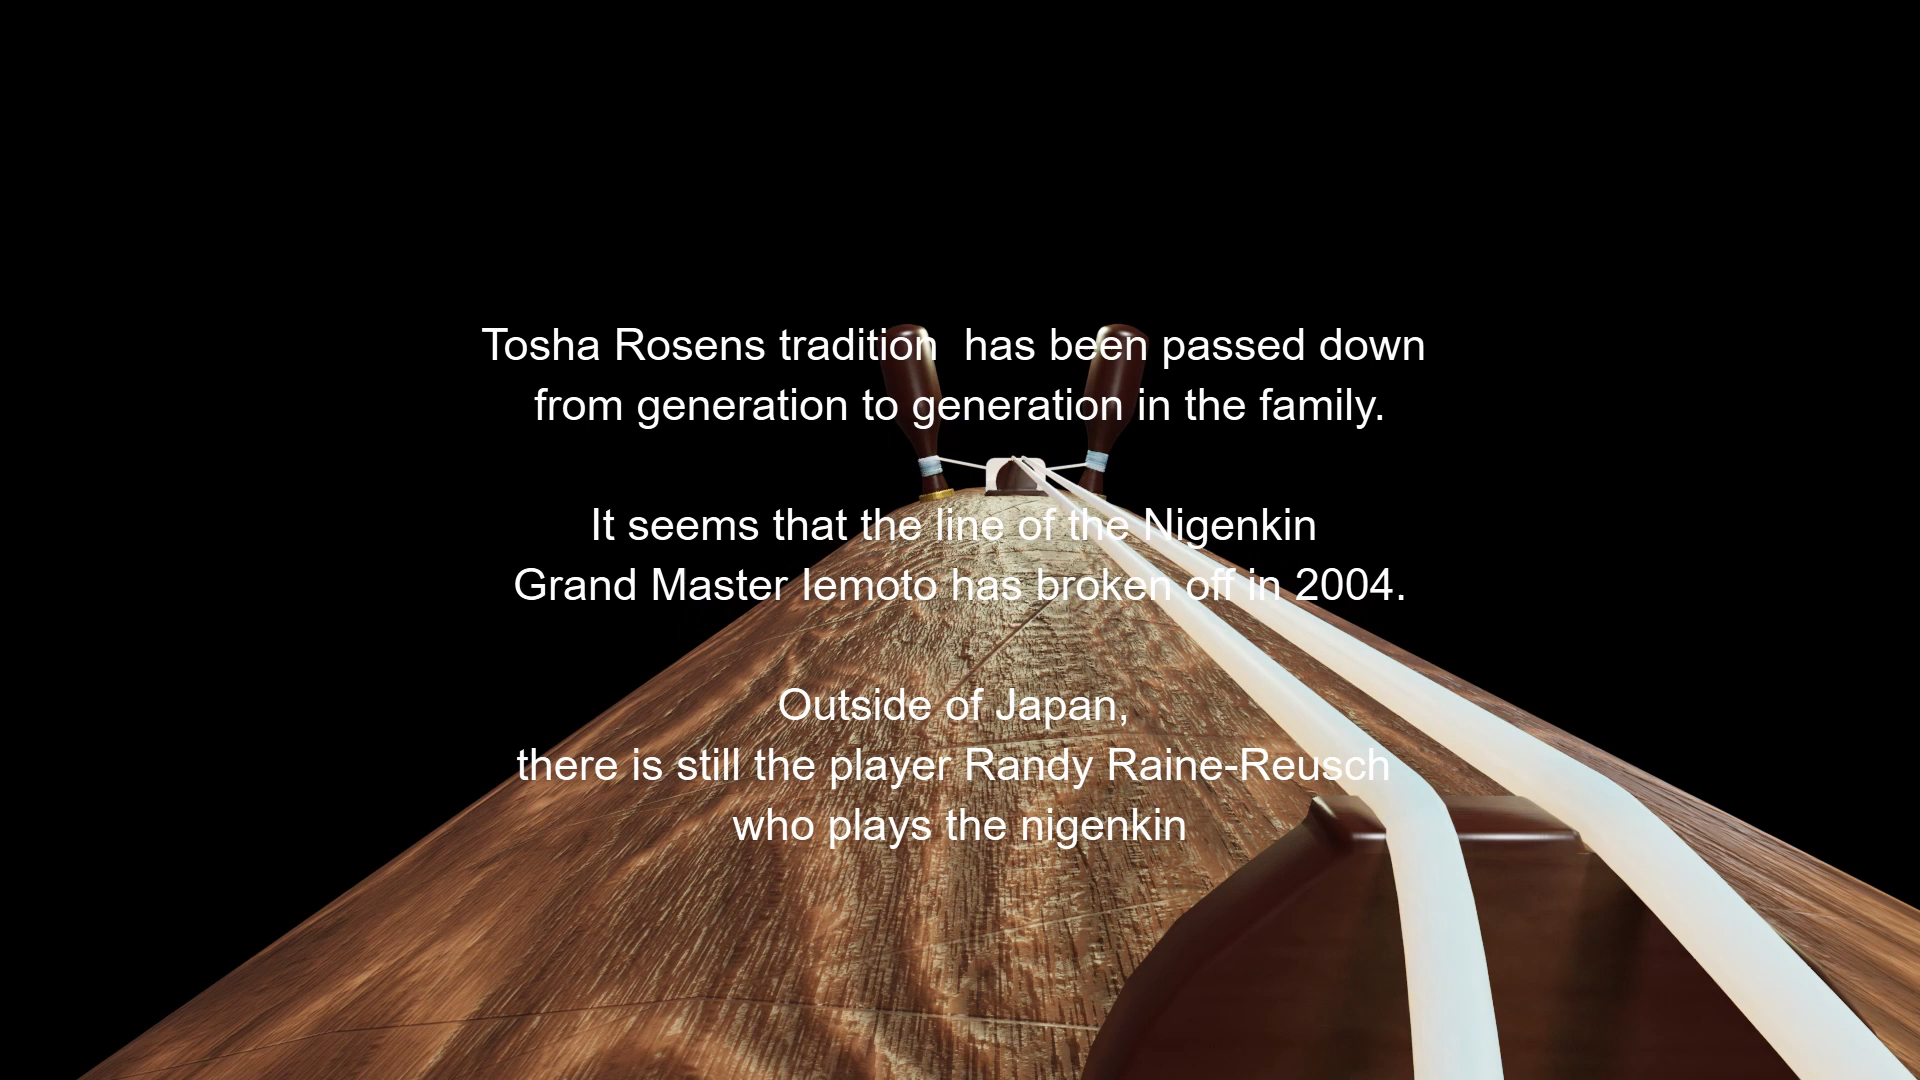 Tosha Rosens tradition  has been passed down
from generation to generation in the family.
It seems that the line of the Nigenkin
Grand Master Iemoto has broken off in 2004.
Outside of Japan,
there is still the player Randy Raine-Reusch
who plays the nigenkin